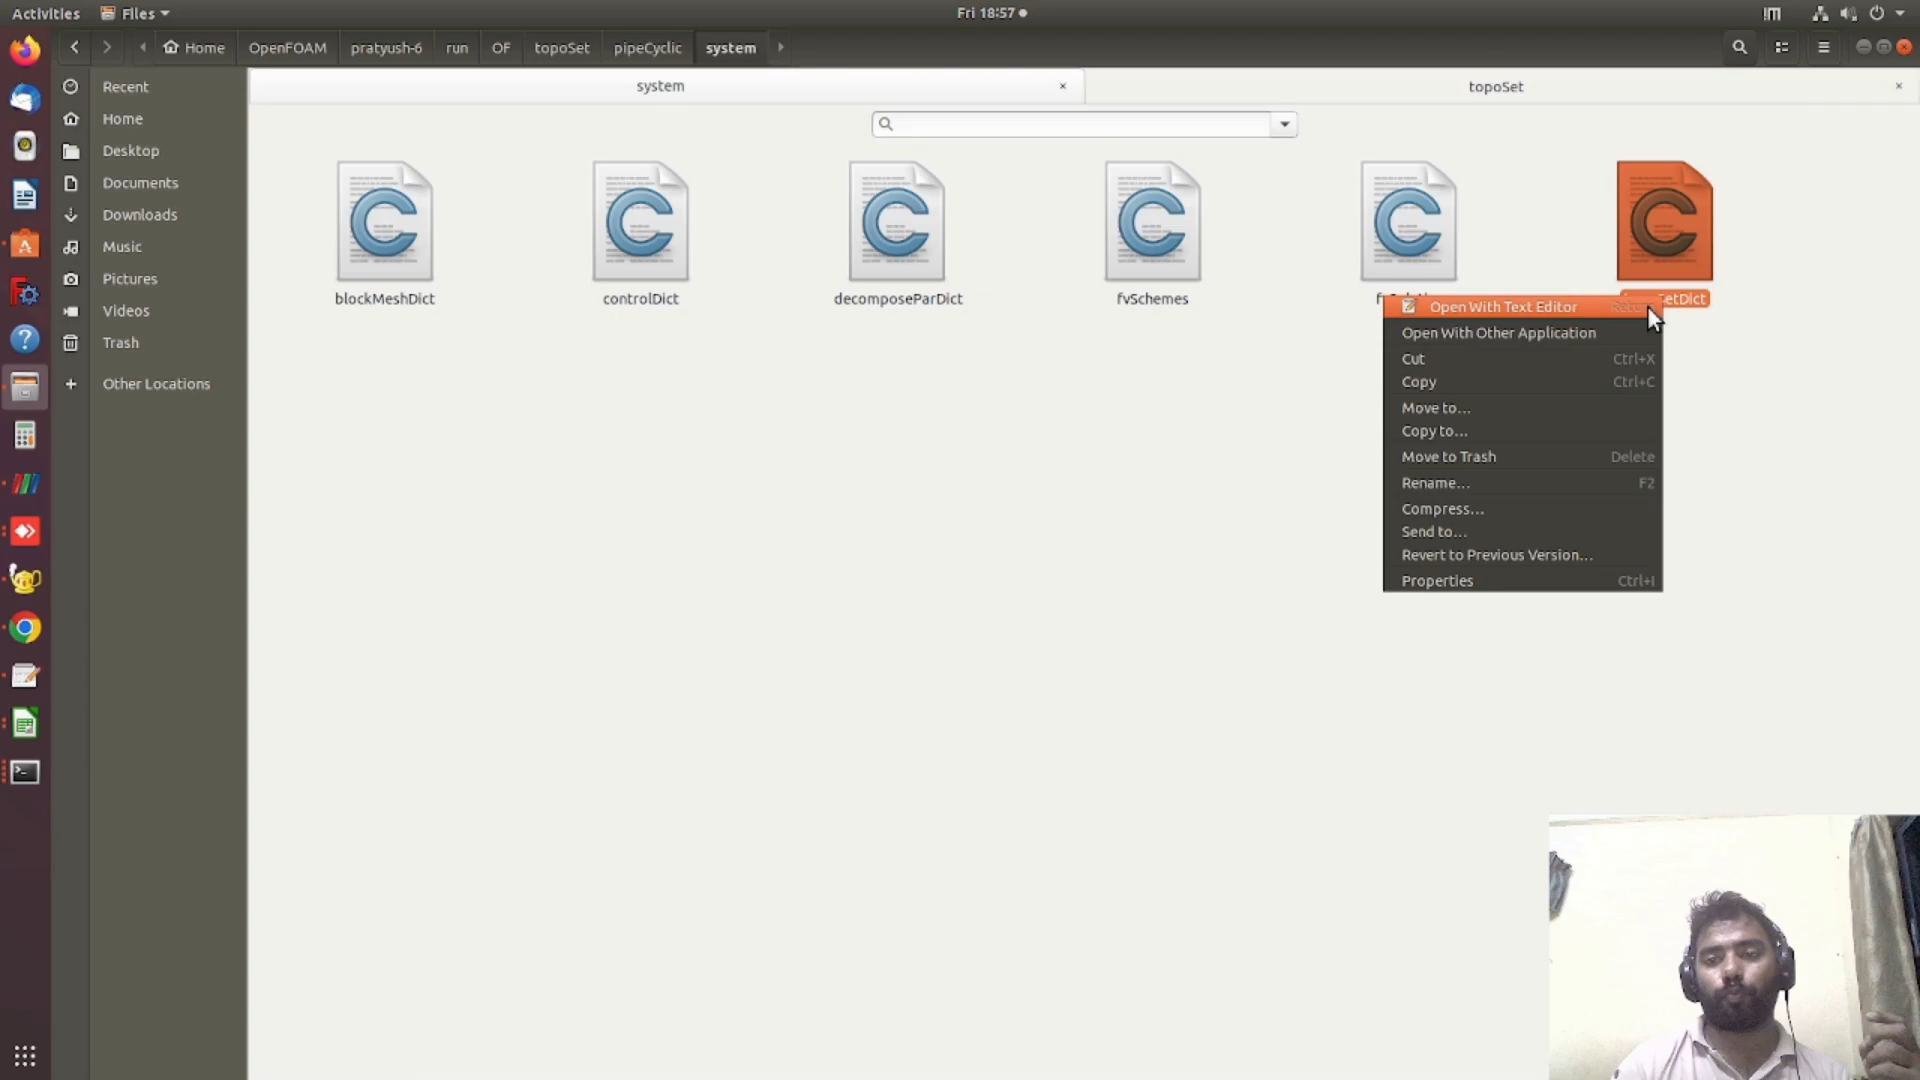 Activities
Files
Fri 18:57
Home
OpenFOAM
pratyush-6
run
OF
topoSet
pipeCyclic
system
system
topoSet
Recent
Home
Desktop
Documents
Downloads
Music
Pictures
Videos
Trash
Other Locations
blockMeshDict
controlDict
decomposeParDict
fvSchemes
Open With Text Editor
Open With Other Application
Cut Ctrl+X
Copy Ctrl+C
Move to...
Copy to...
Move to Trash Delete
Rename... F2
Compress...
Send to...
Revert to Previous Version...
Properties Ctrl+I